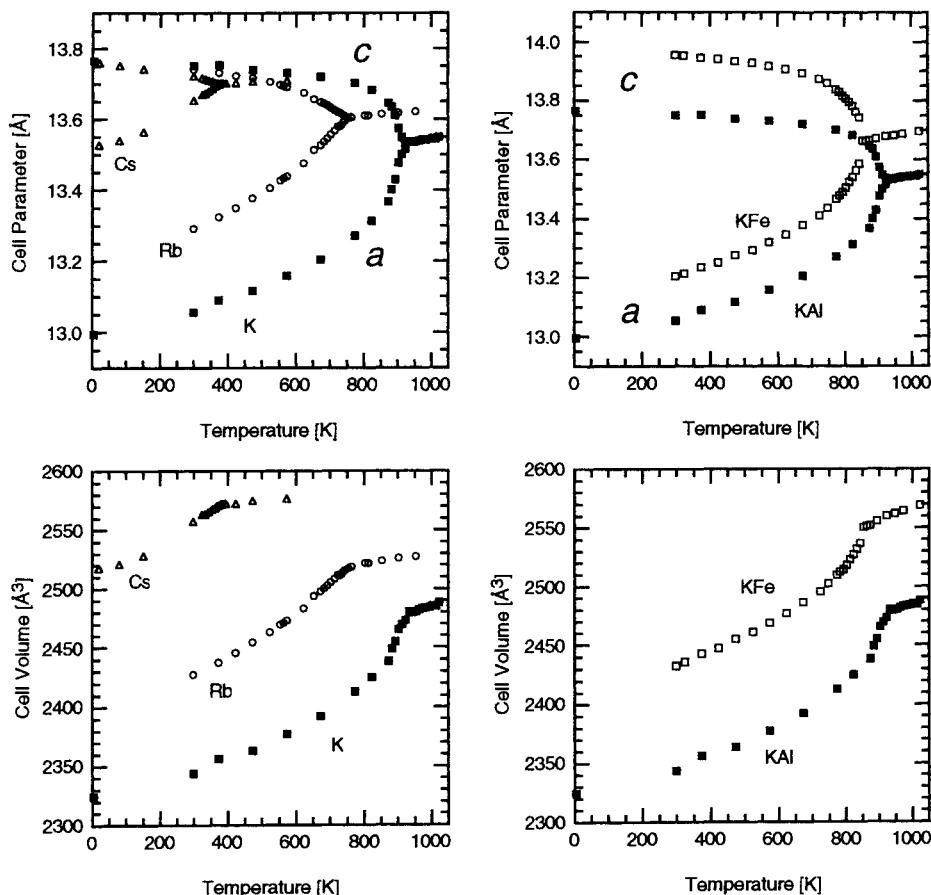 13.8
13.6
13.4
13.2
13.0
Cell Parameter [Å]
c
Cs
Rb
a
K
0 200 400 600 800 1000
Temperature [K]
14.0
13.8
13.6
13.4
13.2
13.0
Cell Parameter [Å]
c
KFe
a
KAl
0 200 400 600 800 1000
Temperature [K]
2600
2550
2500
2450
2400
2350
2300
Cell Volume [Å³]
Cs
Rb
K
0 200 400 600 800 1000
Temperature [K]
2600
2550
2500
2450
2400
2350
2300
Cell Volume [Å³]
KFe
KAl
0 200 400 600 800 1000
Temperature [K]